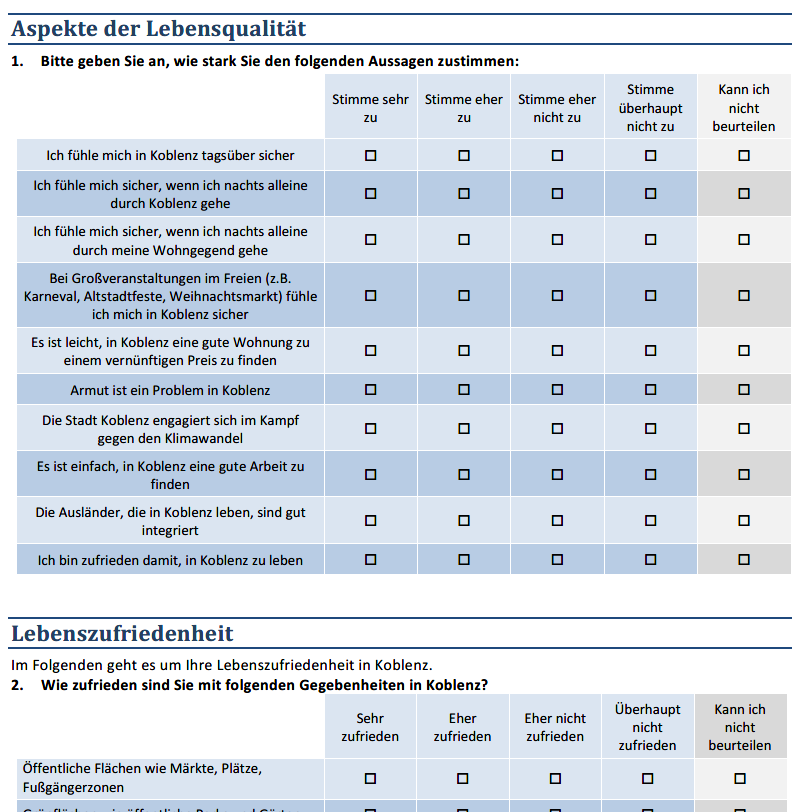 Aspekte der Lebensqualität
1. Bitte geben Sie an, wie stark Sie den folgenden Aussagen zustimmen:
Stimme sehr zu
Stimme eher zu
Stimme eher nicht zu
Stimme überhaupt nicht zu
Kann ich nicht beurteilen
Ich fühle mich in Koblenz tagsüber sicher
Ich fühle mich sicher, wenn ich nachts alleine
durch Koblenz gehe
Ich fühle mich sicher, wenn ich nachts alleine
durch meine Wohngegend gehe
Bei Großveranstaltungen im Freien (z.B.
Karneval, Altstadtfeste, Weihnachtsmarkt) fühle
ich mich in Koblenz sicher
Es ist leicht, in Koblenz eine gute Wohnung zu
einem vernünftigen Preis zu finden
Armut ist ein Problem in Koblenz
Die Stadt Koblenz engagiert sich im Kampf
gegen den Klimawandel
Es ist einfach, in Koblenz eine gute Arbeit zu
finden
Die Ausländer, die in Koblenz leben, sind gut
integriert
Ich bin zufrieden damit, in Koblenz zu leben
Lebenszufriedenheit
Im Folgenden geht es um Ihre Lebenszufriedenheit in Koblenz.
2. Wie zufrieden sind Sie mit folgenden Gegebenheiten in Koblenz?
Sehr zufrieden
Eher zufrieden
Eher nicht zufrieden
Überhaupt nicht zufrieden
Kann ich nicht beurteilen
Öffentliche Flächen wie Märkte, Plätze,
Fußgängerzonen